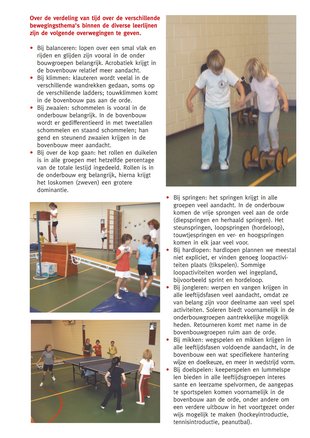 Over de verdeling van tijd over de verschillende
bewegingsthema's binnen de diverse leerlijnen
zijn de volgende overwegingen te geven.
• Bij balanceren: lopen over een smal vlak en
rijden en glijden zijn vooral in de onder
bouwgroepen belangrijk. Acrobatiek krijgt in
de bovenbouw relatief meer aandacht.
• Bij klimmen: klauteren wordt veelal in de
verschillende wandrekken gedaan, soms op
de verschillende ladders; touwklimmen komt
in de bovenbouw pas aan de orde.
• Bij zwaaien: schommelen is vooral in de
onderbouw belangrijk. In de bovenbouw
wordt er gedifferentieerd in met tweetallen
schommelen en staand schommelen; han
gend en steunend zwaaien krijgen in de
bovenbouw meer aandacht.
• Bij over de kop gaan: het rollen en duikelen
is in alle groepen met hetzelfde percentage
van de totale lestijd ingedeeld. Rollen is in
de onderbouw erg belangrijk, hierna krijgt
het loskomen (zweven) een grotere
dominantie.
• Bij springen: het springen krijgt in alle
groepen veel aandacht. In de onderbouw
komen de vrije sprongen veel aan de orde
(diepspringen en herhaald springen). Het
steunspringen, loopspringen (hordeloop),
touwtjespringen en ver- en hoogspringen
komen in elk jaar veel voor.
• Bij hardlopen: hardlopen plannen we meestal
niet expliciet, er vinden genoeg loopactivi-
teiten plaats (tikspelen). Sommige
loopactiviteiten worden wel ingepland,
bijvoorbeeld sprint en hordeloop.
• Bij jongleren: werpen en vangen krijgen in
alle leeftijdsfasen veel aandacht, omdat ze
van belang zijn voor deelname aan veel spel
activiteiten. Soleren biedt voornamelijk in de
onderbouwgroepen aantrekkelijke mogelijk
heden. Retourneren komt met name in de
bovenbouwgroepen ruim aan de orde.
• Bij mikken: wegspelen en mikken krijgen in
alle leeftijdsfasen voldoende aandacht, in de
bovenbouw een wat specifiekere hantering
wijze en doelkeuze, en meer in wedstrijd vorm.
• Bij doelspelen: keeperspelen en tummelspe
len bieden in alle leeftijdsgroepen interes
sante en leerzame spelvormen, de aangepas
te sportspelen komen voornamelijk in de
bovenbouw aan de orde, onder andere om
een verdere uitbouw in het voortgezet onder
wijs mogelijk te maken (hockeyintroductie,
tennisintroductie, peanutbal).